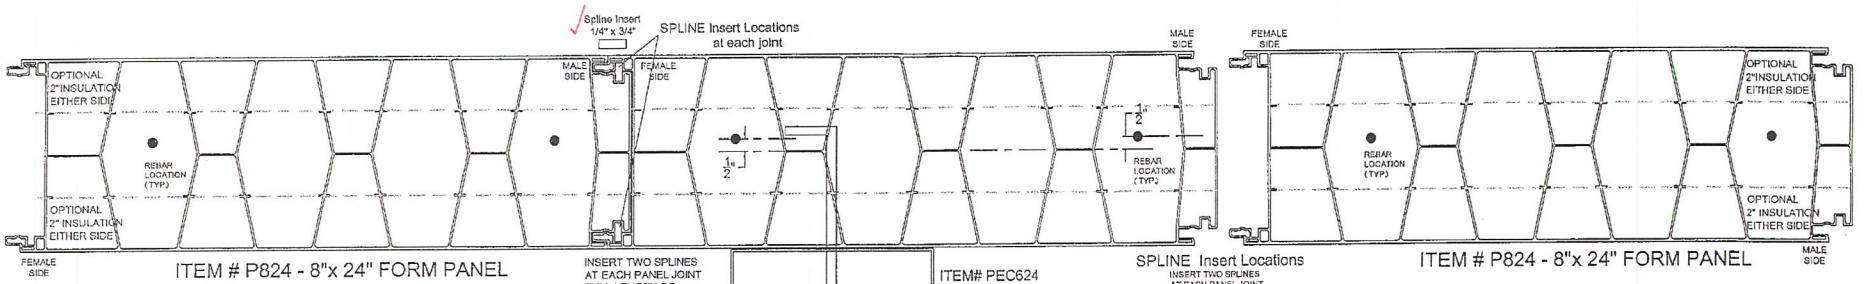 Spline Insert
1/4" x 3/4"
SPLINE Insert Locations
at each joint
MALE
SIDE
FEMALE
SIDE
OPTIONAL
2"INSULATION
EITHER SIDE
MALE
SIDE
FEMALE
SIDE
OPTIONAL
2"INSULATION
EITHER SIDE
1"
2
1"
2
REBAR
LOCATION
(TYP.)
REBAR
LOCATION
(TYP.)
REBAR
LOCATION
(TYP.)
OPTIONAL
2" INSULATION
EITHER SIDE
OPTIONAL
2" INSULATION
EITHER SIDE
FEMALE
SIDE
ITEM # P824 - 8"x 24" FORM PANEL
INSERT TWO SPLINES
AT EACH PANEL JOINT
ITEM# PEC624
SPLINE Insert Locations
INSERT TWO SPLINES
AT EACH PANEL JOINT
ITEM # P824 - 8"x 24" FORM PANEL
MALE
SIDE